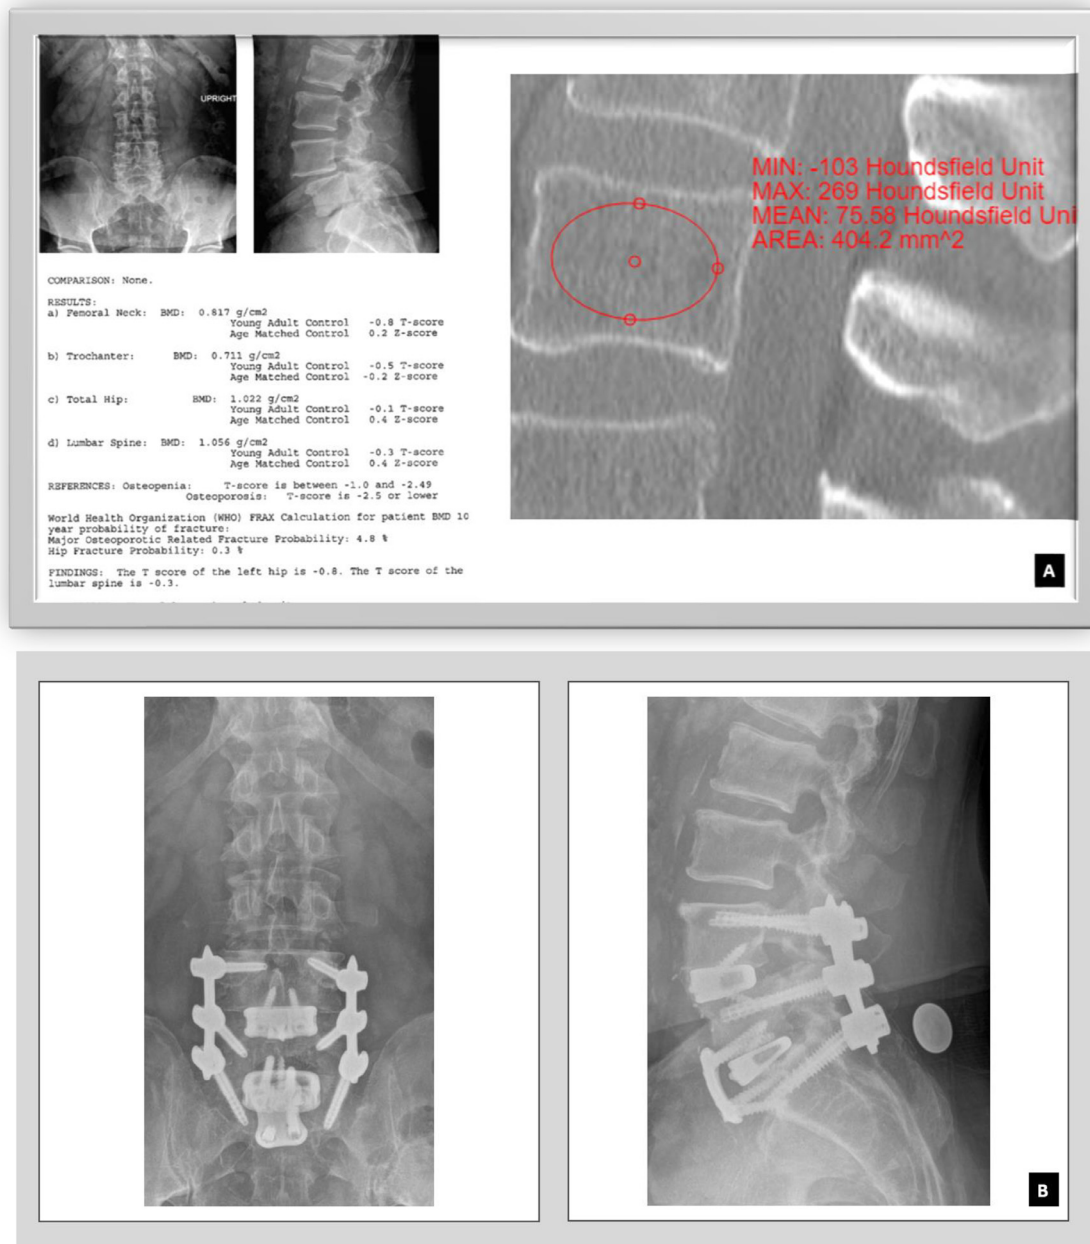 UPRIGHT
COMPARISON: None.
RESULTS:
a) Femoral Neck: BMD: 0.817 g/cm2
Young Adult Control -0.8 T-score
Age Matched Control 0.2 Z-score
b) Trochanter: BMD: 0.711 g/cm2
Young Adult Control -0.5 T-score
Age Matched Control -0.2 Z-score
c) Total Hip: BMD: 1.022 g/cm2
Young Adult Control -0.1 T-score
Age Matched Control 0.4 Z-score
d) Lumbar Spine: BMD: 1.056 g/cm2
Young Adult Control -0.3 T-score
Age Matched Control 0.4 Z-score
REFERENCES: Osteopenia: T-score is between -1.0 and -2.49
Osteoporosis: T-score is -2.5 or lower
World Health Organization (WHO) FRAX Calculation for patient BMD 10
year probability of fracture:
Major Osteoporotic Related Fracture Probability: 4.8 %
Hip Fracture Probability: 0.3 %
FINDINGS: The T score of the left hip is -0.8. The T score of the
lumbar spine is -0.3.
MIN: -103 Houndsfield Unit
MAX: 269 Houndsfield Unit
MEAN: 75.58 Houndsfield Uni
AREA: 404.2 mm^2
A
B